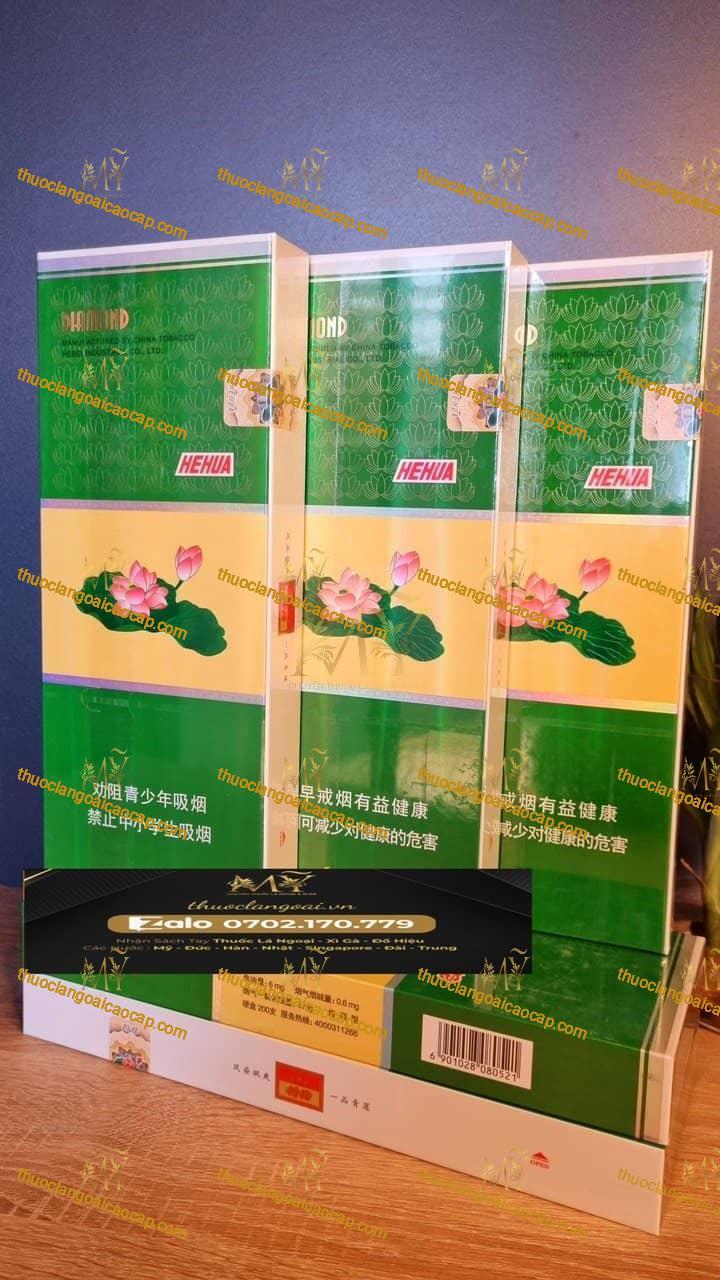 MỸ
thuoclangoaicaocap.com
DIAMOND
MANUFACTURED BY CHINA TOBACCO
HEBEI INDUSTRIAL CO., LTD.
HEHUA
HEHUA
HEHUA
劝阻青少年吸烟
禁止中小学生吸烟
早戒烟有益健康
可减少对健康的危害
戒烟有益健康
减少对健康的危害
MỸ
thuoclangoai.vn
Zalo 0702.170.779
Nhận Sách Tay Thuốc Lá Ngoại - Xì Gà - Đồ Hiệu
Các Nước : Mỹ - Đức - Hàn - Nhật - Singapore - Đài - Trung
6 mg 烟气烟碱量: 0.6 mg
硬盒 200支 服务热线: 4000311266
6 901028 080521
风姿飒爽
一品青莲
OPEN